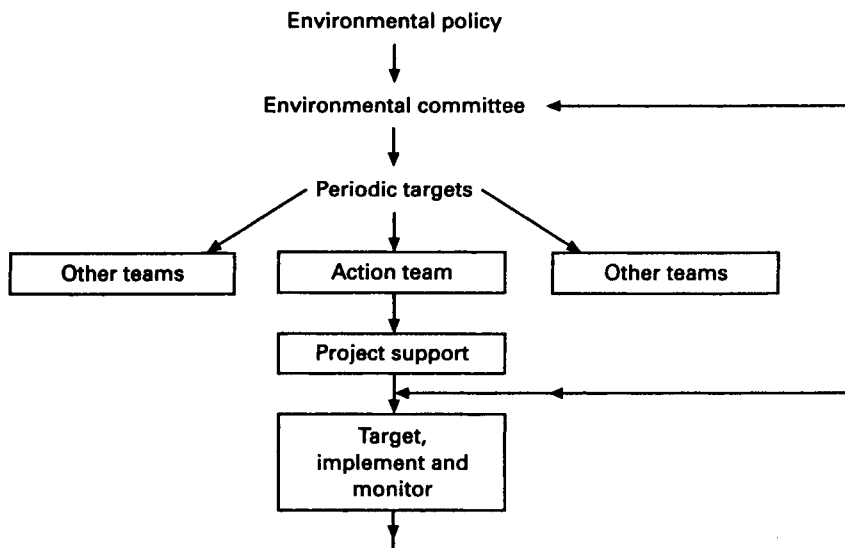 Environmental policy
Environmental committee
Periodic targets
Other teams
Action team
Other teams
Project support
Target,
implement and
monitor